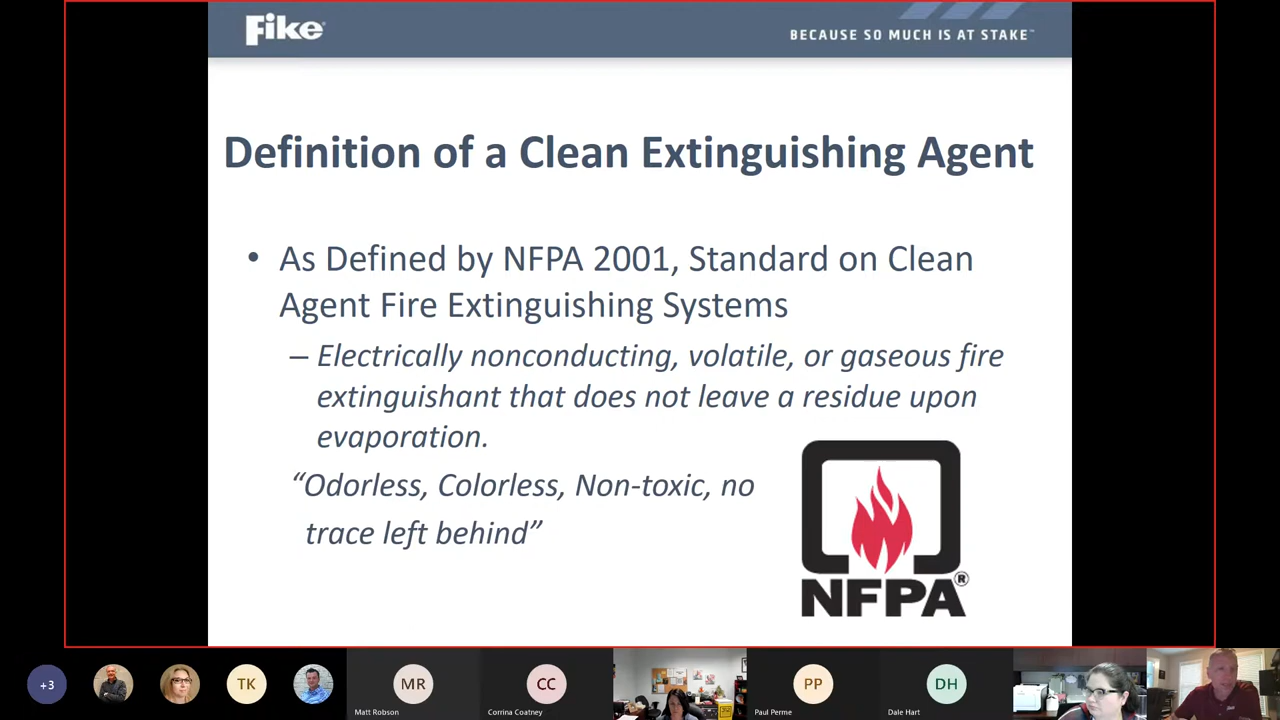 Fike®
BECAUSE SO MUCH IS AT STAKE™
Definition of a Clean Extinguishing Agent
• As Defined by NFPA 2001, Standard on Clean
Agent Fire Extinguishing Systems
– Electrically nonconducting, volatile, or gaseous fire
extinguishant that does not leave a residue upon
evaporation.
“Odorless, Colorless, Non-toxic, no
trace left behind”
NFPA®
+3
TK
MR
CC
PP
DH
Matt Robson
Corrina Coatney
Paul Perme
Dale Hart